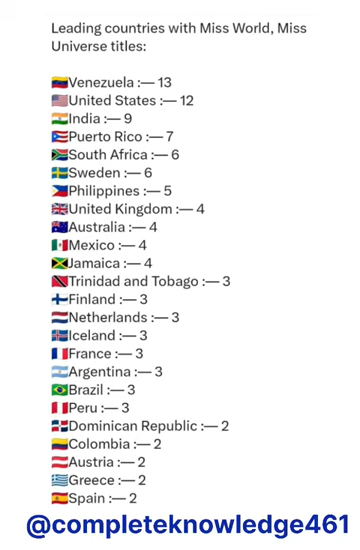 Leading countries with Miss World, Miss
Universe titles:
🇻🇪Venezuela :— 13
🇺🇸United States :— 12
🇮🇳India :— 9
🇵🇷Puerto Rico :— 7
🇿🇦South Africa :— 6
🇸🇪Sweden :— 6
🇵🇭Philippines :— 5
🇬🇧United Kingdom :— 4
🇦🇺Australia :— 4
🇲🇽Mexico :— 4
🇯🇲Jamaica :— 4
🇹🇹Trinidad and Tobago :— 3
🇫🇮Finland :— 3
🇳🇱Netherlands :— 3
🇮🇸Iceland :— 3
🇫🇷France :— 3
🇦🇷Argentina :— 3
🇧🇷Brazil :— 3
🇵🇪Peru :— 3
🇩🇴Dominican Republic :— 2
🇨🇴Colombia :— 2
🇦🇹Austria :— 2
🇬🇷Greece :— 2
🇪🇸Spain :— 2
@completeknowledge461